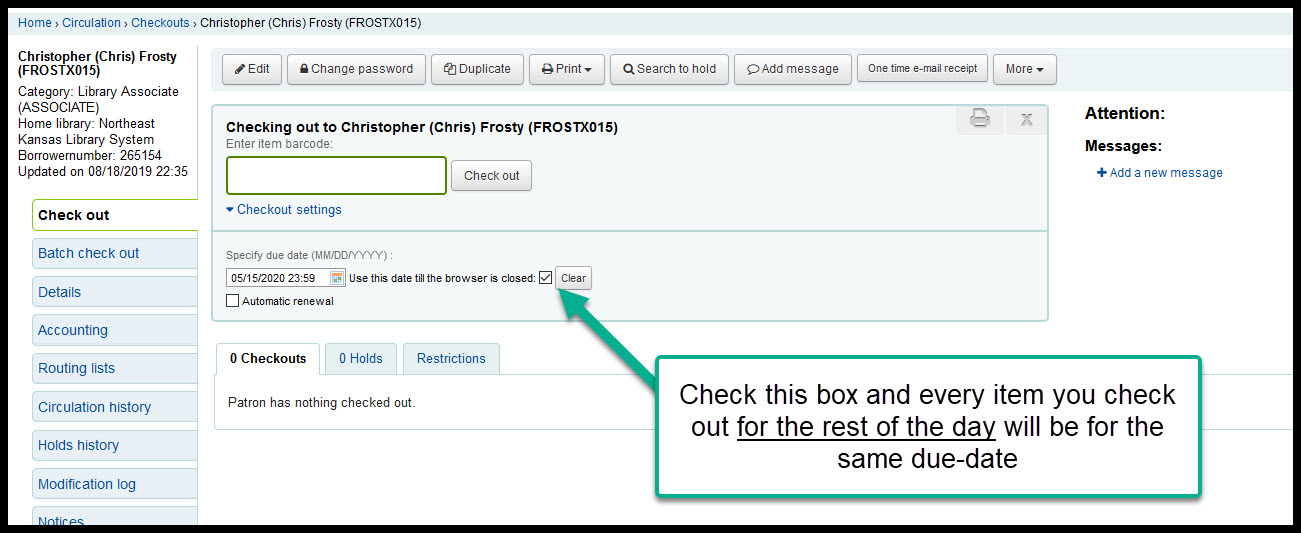 Home › Circulation › Checkouts › Christopher (Chris) Frosty (FROSTX015)
Christopher (Chris) Frosty
(FROSTX015)
Category: Library Associate
(ASSOCIATE)
Home library: Northeast
Kansas Library System
Borrowernumber: 265154
Updated on 08/18/2019 22:35
Check out
Batch check out
Details
Accounting
Routing lists
Circulation history
Holds history
Modification log
Notices
Edit
Change password
Duplicate
Print
Search to hold
Add message
One time e-mail receipt
More
Checking out to Christopher (Chris) Frosty (FROSTX015)
X
Enter item barcode:
Check out
Checkout settings
Specify due date (MM/DD/YYYY) :
05/15/2020 23:59 Use this date till the browser is closed: Clear
Automatic renewal
0 Checkouts
0 Holds
Restrictions
Patron has nothing checked out.
Attention:
Messages:
+ Add a new message
Check this box and every item you check
out for the rest of the day will be for the
same due-date